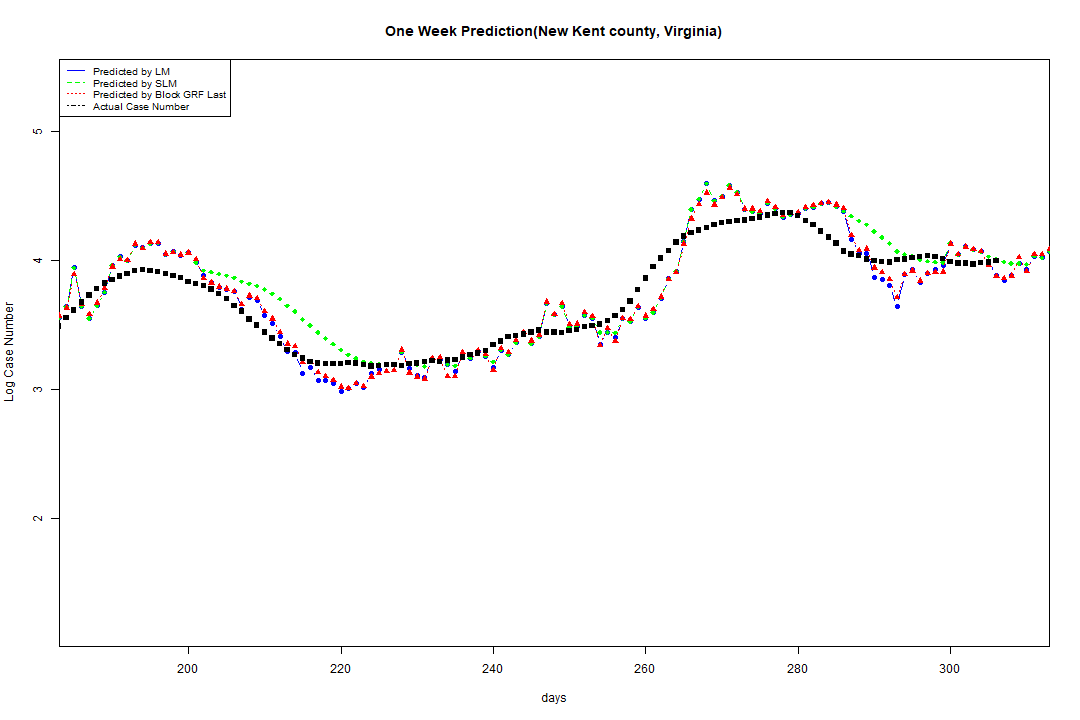 One Week Prediction(New Kent county, Virginia)
Predicted by LM
Predicted by SLM
Predicted by Block GRF Last
Actual Case Number
5
4
3
2
Log Case Number
200 220 240 260 280 300
days